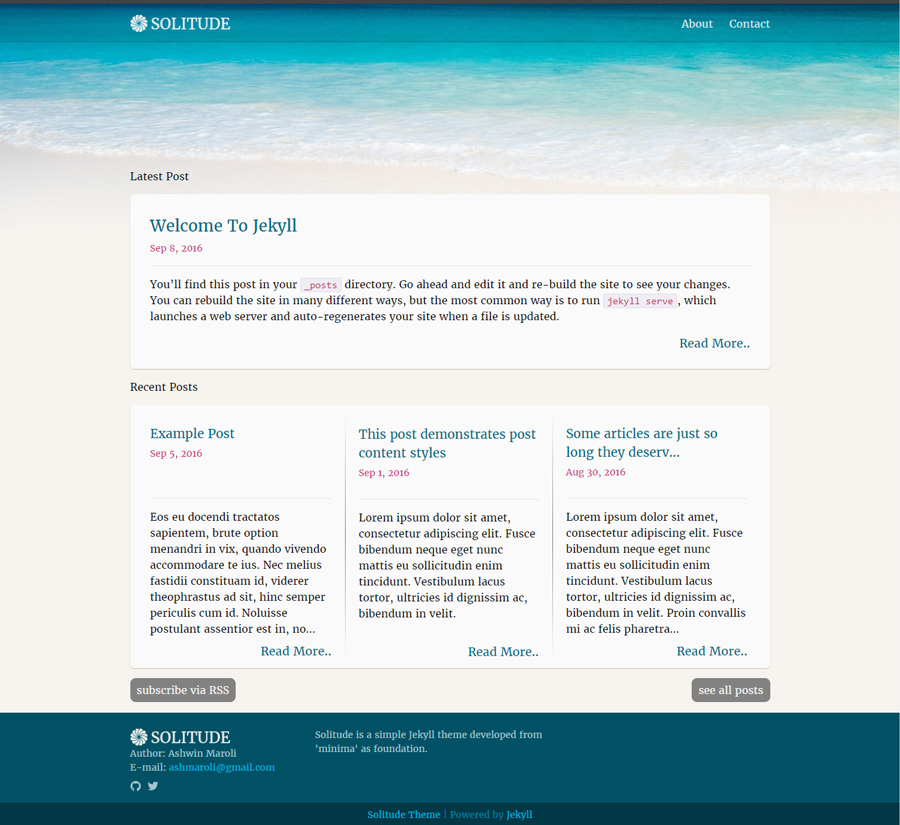 SOLITUDE
About Contact
Latest Post
Welcome To Jekyll
Sep 8, 2016
You’ll find this post in your _posts directory. Go ahead and edit it and re-build the site to see your changes.
You can rebuild the site in many different ways, but the most common way is to run jekyll serve, which
launches a web server and auto-regenerates your site when a file is updated.
Read More..
Recent Posts
Example Post
Sep 5, 2016
Eos eu docendi tractatos
sapientem, brute option
menandri in vix, quando vivendo
accommodare te ius. Nec melius
fastidii constituam id, viderer
theophrastus ad sit, hinc semper
periculis cum id. Noluisse
postulant assentior est in, no...
Read More..
This post demonstrates post
content styles
Sep 1, 2016
Lorem ipsum dolor sit amet,
consectetur adipiscing elit. Fusce
bibendum neque eget nunc
mattis eu sollicitudin enim
tincidunt. Vestibulum lacus
tortor, ultricies id dignissim ac,
bibendum in velit.
Read More..
Some articles are just so
long they deserv...
Aug 30, 2016
Lorem ipsum dolor sit amet,
consectetur adipiscing elit. Fusce
bibendum neque eget nunc
mattis eu sollicitudin enim
tincidunt. Vestibulum lacus
tortor, ultricies id dignissim ac,
bibendum in velit. Proin convallis
mi ac felis pharetra...
Read More..
subscribe via RSS
see all posts
SOLITUDE
Author: Ashwin Maroli
E-mail: ashmaroli@gmail.com
Solitude is a simple Jekyll theme developed from
'minima' as foundation.
Solitude Theme | Powered by Jekyll